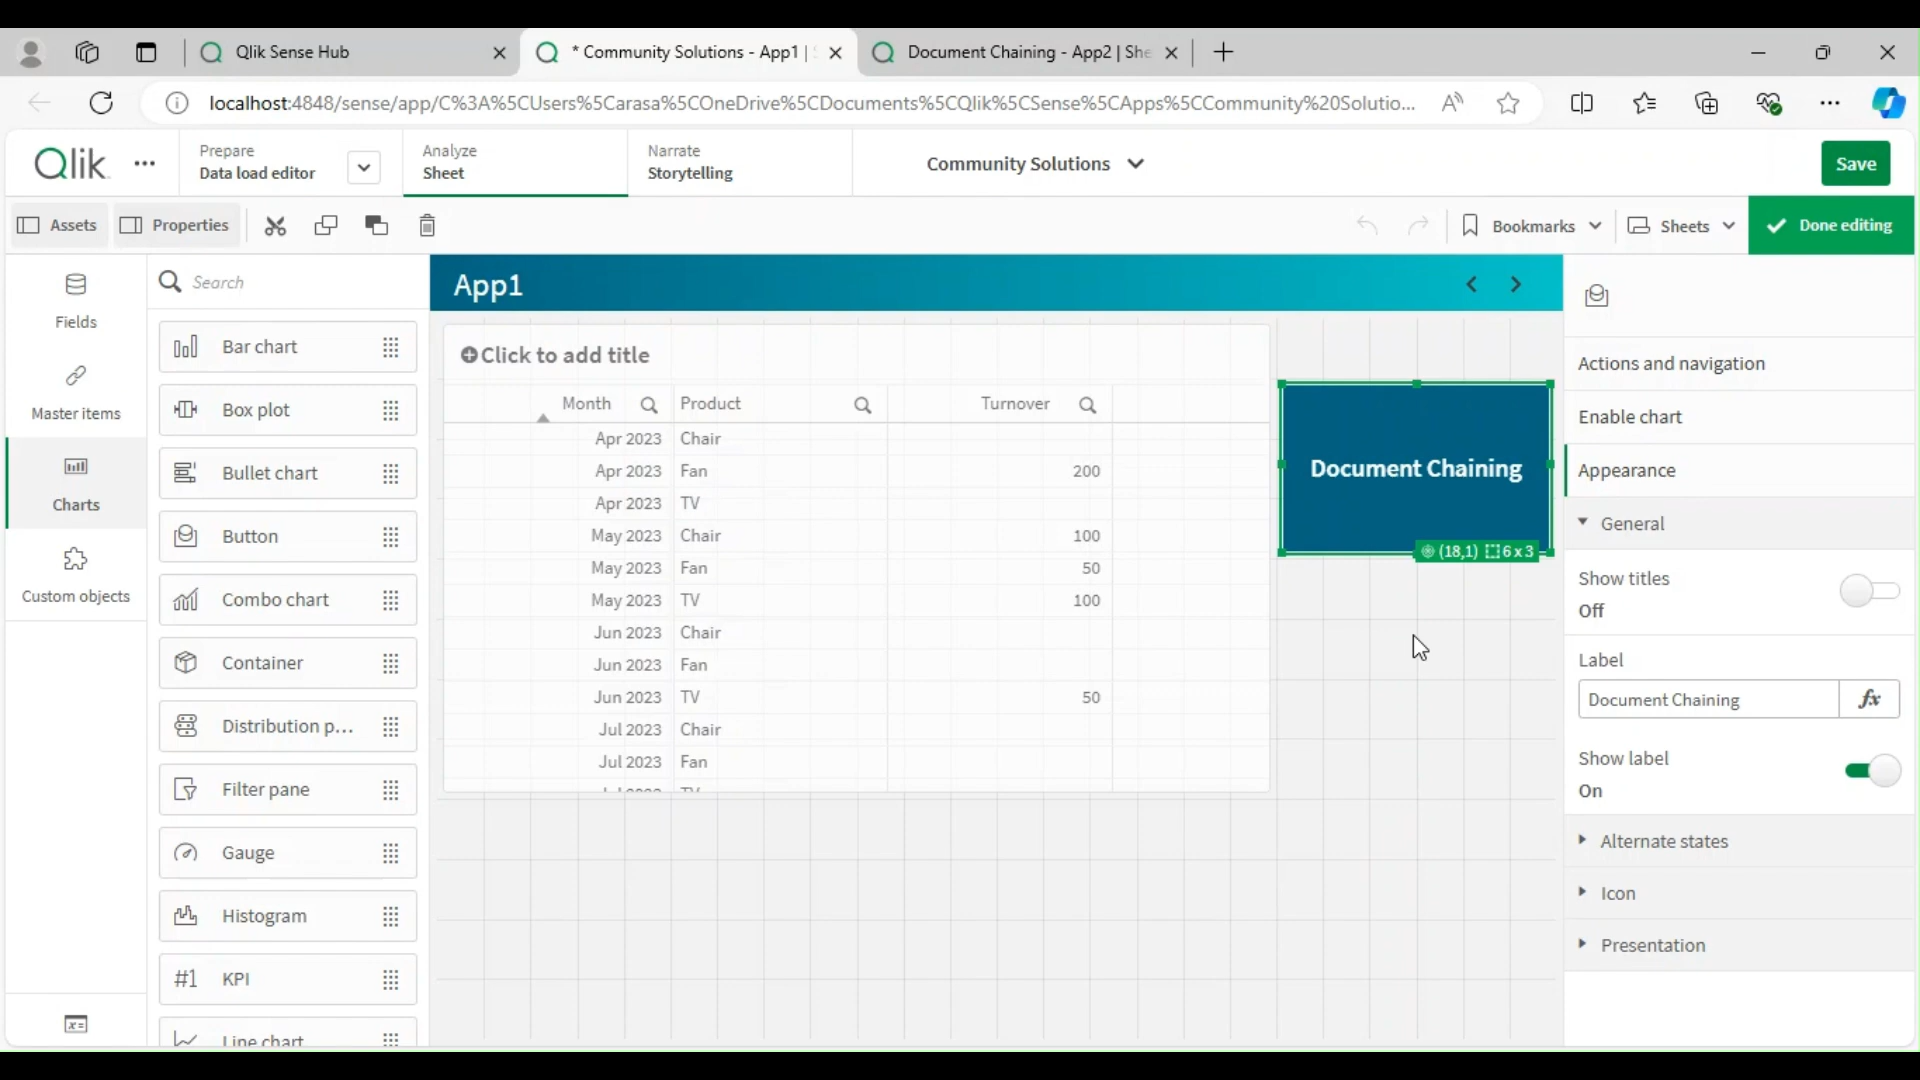 Qlik Sense Hub
* Community Solutions - App1 |
Document Chaining - App2 | She
localhost:4848/sense/app/C%3A%5CUsers%5Carasa%5COneDrive%5CDocuments%5CQlik%5CSense%5CApps%5CCommunity%20Solutio...
Qlik
Prepare
Data load editor
Analyze
Sheet
Narrate
Storytelling
Community Solutions
Save
Assets
Properties
Bookmarks
Sheets
Done editing
Fields
Master items
Charts
Custom objects
Search
Bar chart
Box plot
Bullet chart
Button
Combo chart
Container
Distribution p...
Filter pane
Gauge
Histogram
#1 KPI
Line chart
App1
Click to add title
Month Product Turnover
Apr 2023 Chair
Apr 2023 Fan 200
Apr 2023 TV
May 2023 Chair 100
May 2023 Fan 50
May 2023 TV 100
Jun 2023 Chair
Jun 2023 Fan
Jun 2023 TV 50
Jul 2023 Chair
Jul 2023 Fan
Jul 2023 TV
Document Chaining
(18,1) 6 x 3
Actions and navigation
Enable chart
Appearance
General
Show titles
Off
Label
Document Chaining
fx
Show label
On
Alternate states
Icon
Presentation